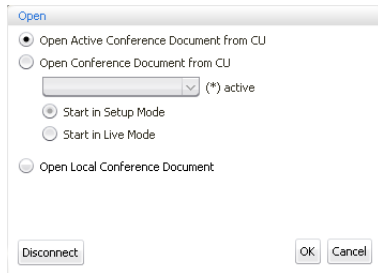 Open
Open Active Conference Document from CU
Open Conference Document from CU
(*) active
Start in Setup Mode
Start in Live Mode
Open Local Conference Document
Disconnect OK Cancel